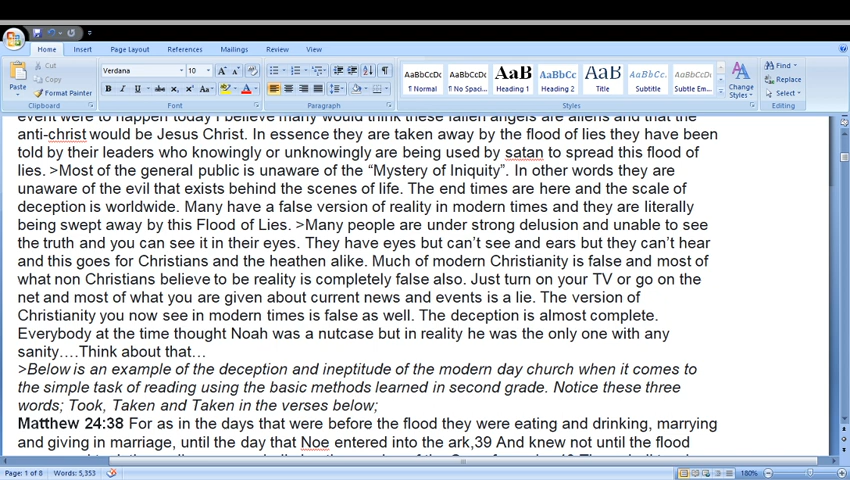 Home Insert Page Layout References Mailings Review View
Cut
Copy
Format Painter
Paste
Clipboard
Verdana 10
Font
Paragraph
AaBbCcDc AaBbCcDc AaB AaBbCc AaB AaBbCc. AaBbCcDc
¶ Normal ¶ No Spaci... Heading 1 Heading 2 Title Subtitle Subtle Em...
Change Styles
Styles
Find
Replace
Select
Editing
event were to happen today I believe many would think these fallen angels are aliens and that the
anti-christ would be Jesus Christ. In essence they are taken away by the flood of lies they have been
told by their leaders who knowingly or unknowingly are being used by satan to spread this flood of
lies. >Most of the general public is unaware of the “Mystery of Iniquity”. In other words they are
unaware of the evil that exists behind the scenes of life. The end times are here and the scale of
deception is worldwide. Many have a false version of reality in modern times and they are literally
being swept away by this Flood of Lies. >Many people are under strong delusion and unable to see
the truth and you can see it in their eyes. They have eyes but can’t see and ears but they can’t hear
and this goes for Christians and the heathen alike. Much of modern Christianity is false and most of
what non Christians believe to be reality is completely false also. Just turn on your TV or go on the
net and most of what you are given about current news and events is a lie. The version of
Christianity you now see in modern times is false as well. The deception is almost complete.
Everybody at the time thought Noah was a nutcase but in reality he was the only one with any
sanity….Think about that…
>Below is an example of the deception and ineptitude of the modern day church when it comes to
the simple task of reading using the basic methods learned in second grade. Notice these three
words; Took, Taken and Taken in the verses below;
Matthew 24:38 For as in the days that were before the flood they were eating and drinking, marrying
and giving in marriage, until the day that Noe entered into the ark,39 And knew not until the flood
Page: 1 of 8 Words: 5,353 180%